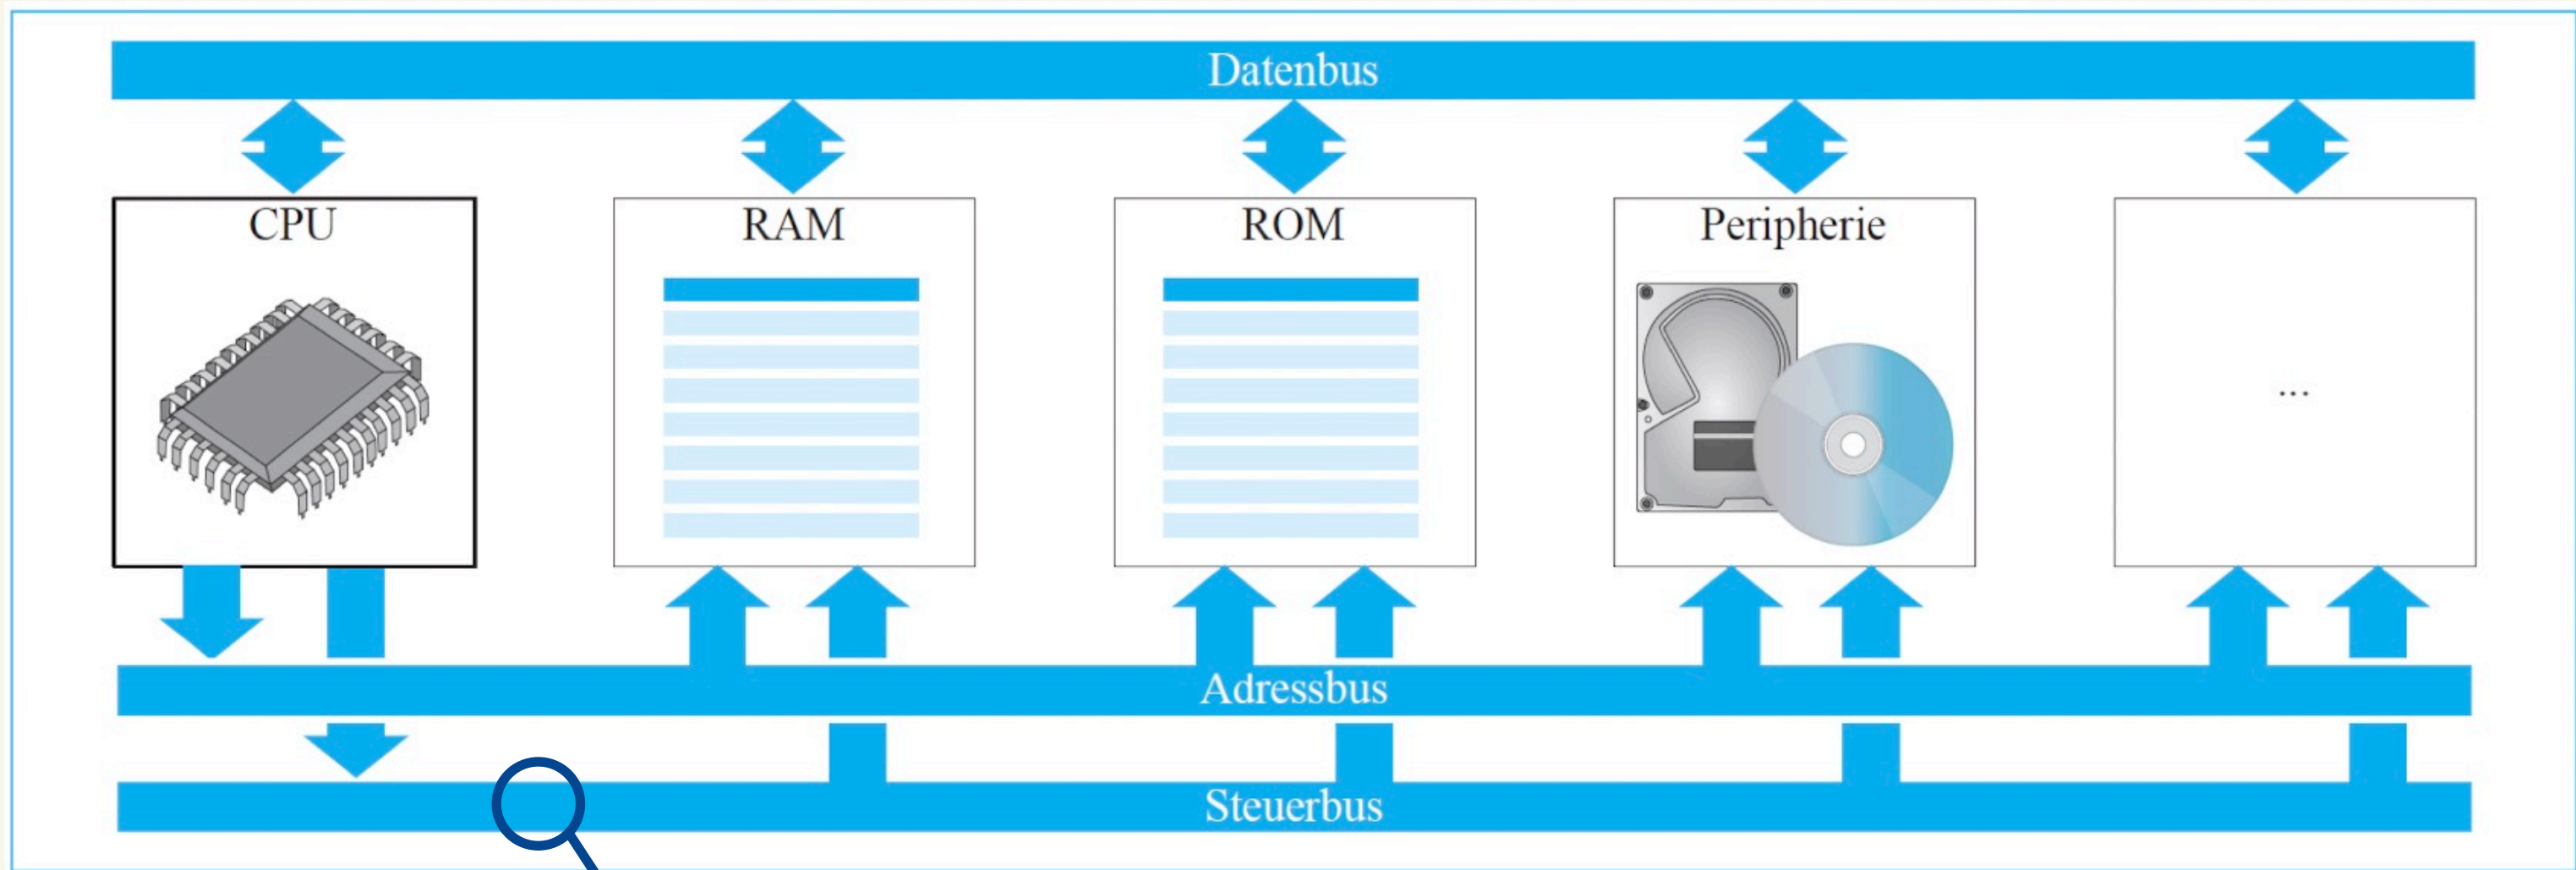 Datenbus
CPU
RAM
ROM
Peripherie
...
Adressbus
Steuerbus